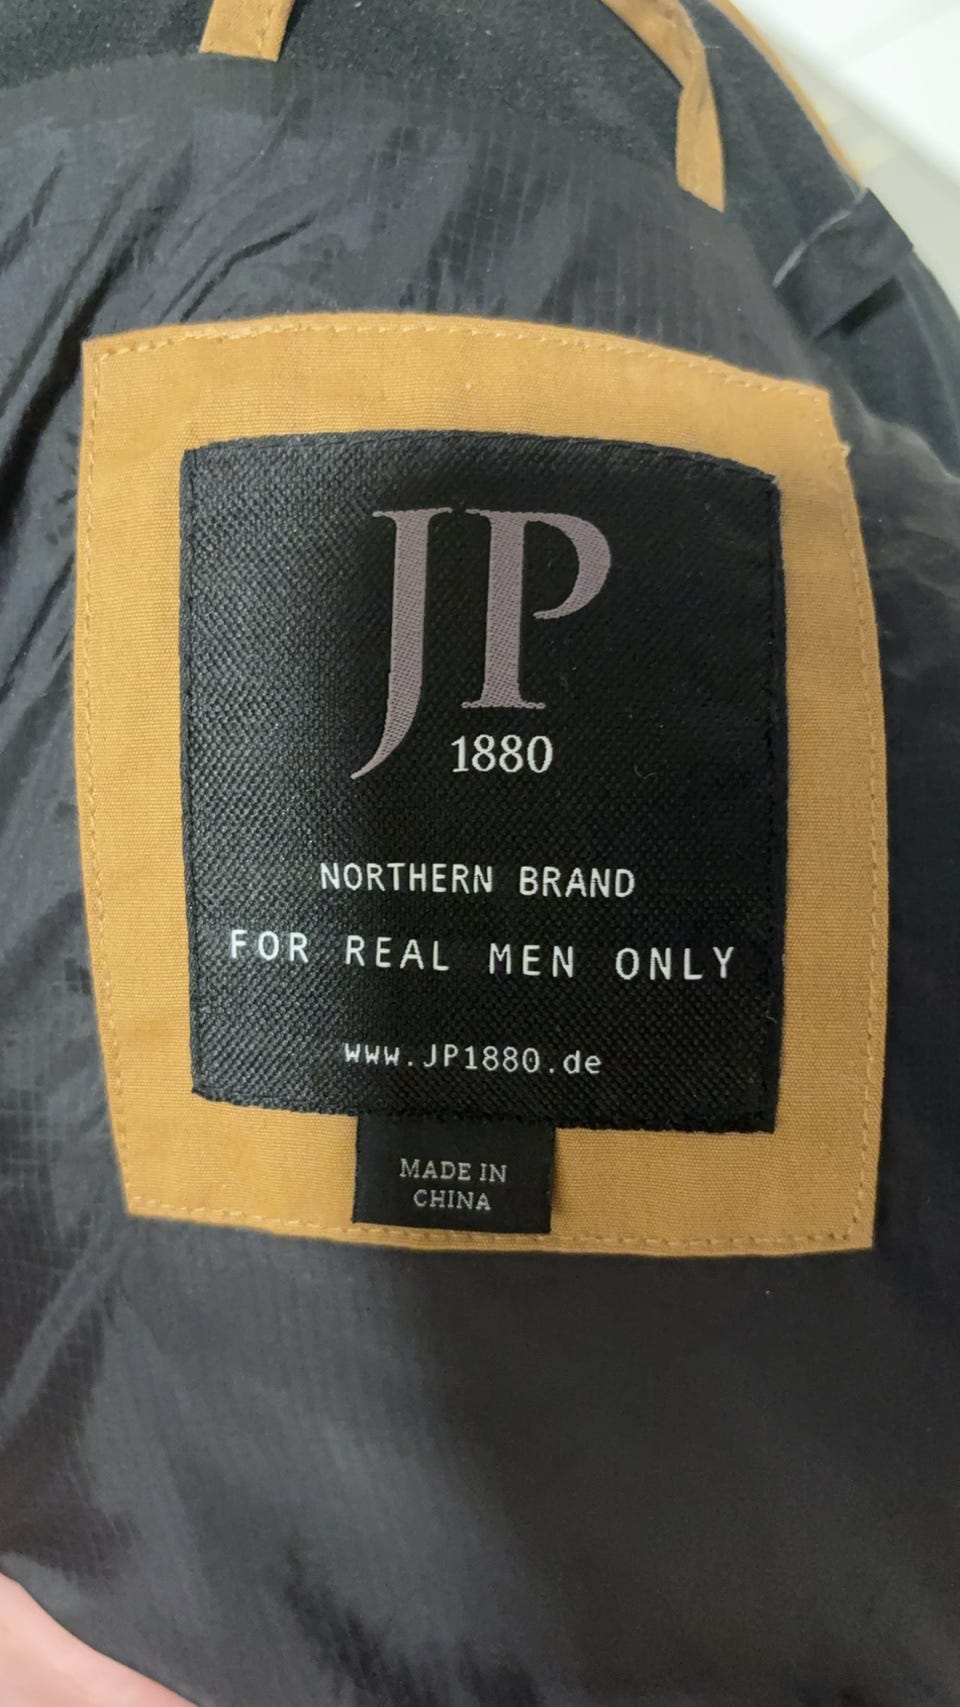 JP
1880
NORTHERN BRAND
FOR REAL MEN ONLY
www.JP1880.de
MADE IN
CHINA